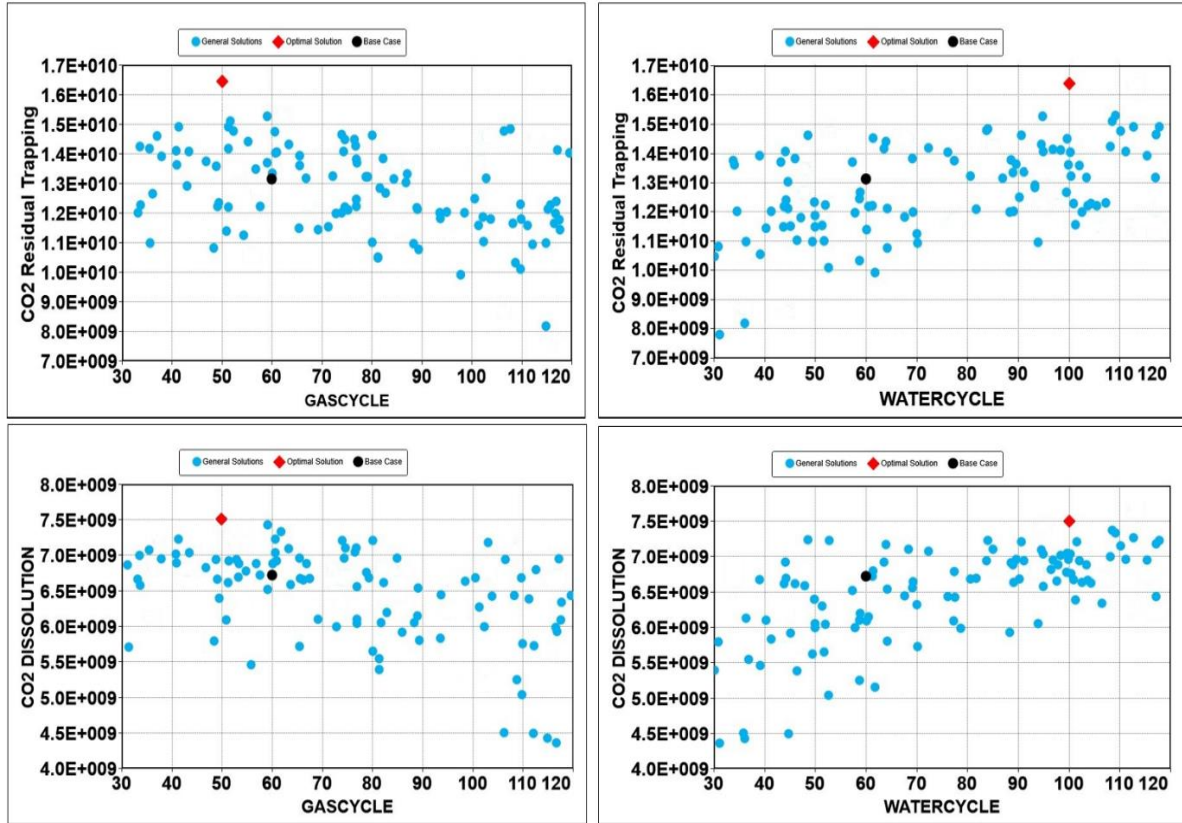 General Solutions Optimal Solution Base Case
1.7E+010
1.6E+010
1.5E+010
1.4E+010
1.3E+010
1.2E+010
1.1E+010
1.0E+010
9.0E+009
8.0E+009
7.0E+009
CO2 Residual Trapping
30 40 50 60 70 80 90 100 110 120
GASCYCLE
General Solutions Optimal Solution Base Case
1.7E+010
1.6E+010
1.5E+010
1.4E+010
1.3E+010
1.2E+010
1.1E+010
1.0E+010
9.0E+009
8.0E+009
7.0E+009
CO2 Residual Trapping
30 40 50 60 70 80 90 100 110 120
WATERCYCLE
General Solutions Optimal Solution Base Case
8.0E+009
7.5E+009
7.0E+009
6.5E+009
6.0E+009
5.5E+009
5.0E+009
4.5E+009
4.0E+009
CO2 DISSOLUTION
30 40 50 60 70 80 90 100 110 120
GASCYCLE
General Solutions Optimal Solution Base Case
8.0E+009
7.5E+009
7.0E+009
6.5E+009
6.0E+009
5.5E+009
5.0E+009
4.5E+009
4.0E+009
CO2 DISSOLUTION
30 40 50 60 70 80 90 100 110 120
WATERCYCLE